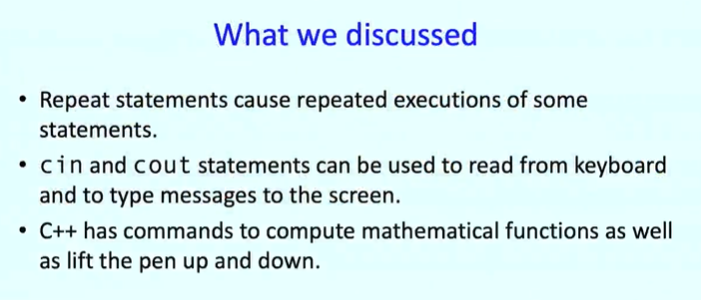 What we discussed
• Repeat statements cause repeated executions of some
statements.
• cin and cout statements can be used to read from keyboard
and to type messages to the screen.
• C++ has commands to compute mathematical functions as well
as lift the pen up and down.